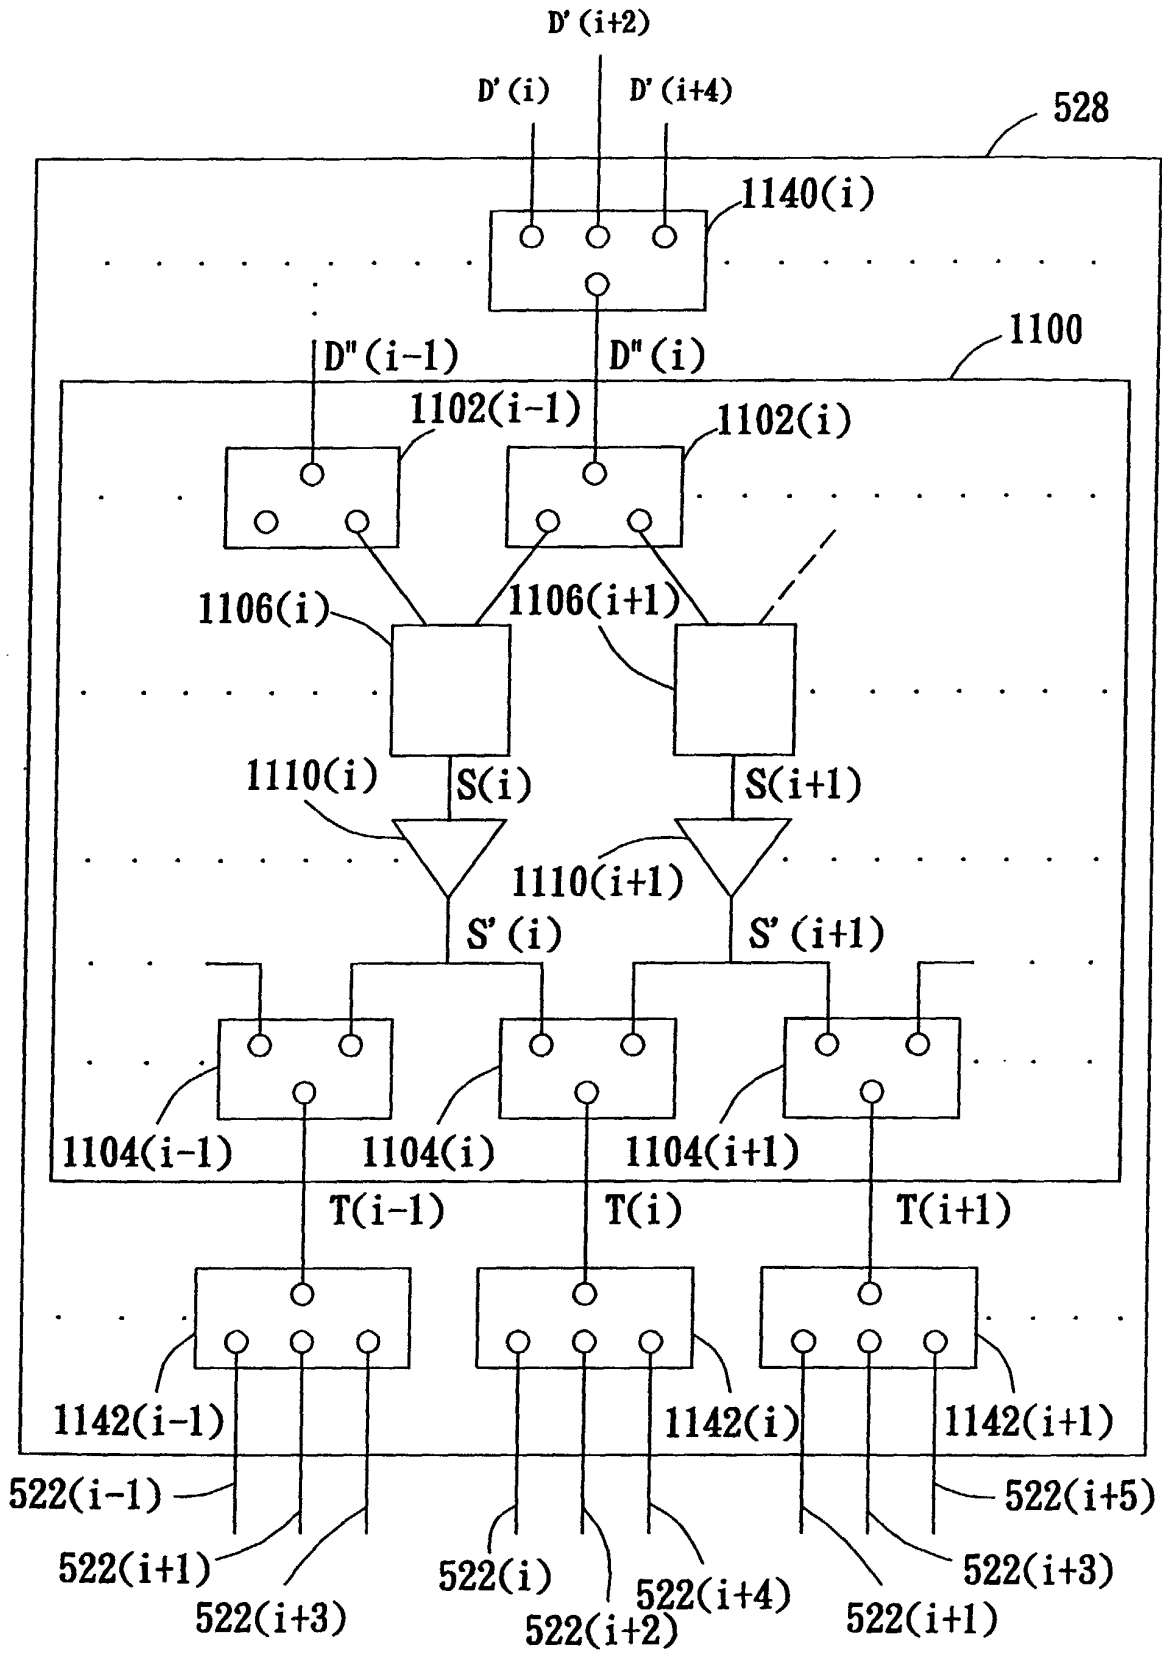 D'(i+2)
D'(i)
D'(i+4)
528
1140(i)
1100
D"(i-1)
D"(i)
1102(i-1)
1102(i)
1106(i)
1106(i+1)
1110(i)
S(i)
S(i+1)
1110(i+1)
S'(i)
S'(i+1)
1104(i-1)
1104(i)
1104(i+1)
T(i-1)
T(i)
T(i+1)
1142(i-1)
1142(i)
1142(i+1)
522(i-1)
522(i+5)
522(i+1)
522(i)
522(i+3)
522(i+3)
522(i+4)
522(i+2)
522(i+1)